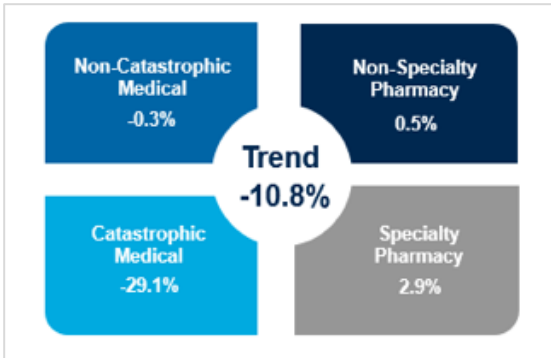 Non-Catastrophic
Medical
-0.3%
Non-Specialty
Pharmacy
0.5%
Trend
-10.8%
Catastrophic
Medical
-29.1%
Specialty
Pharmacy
2.9%